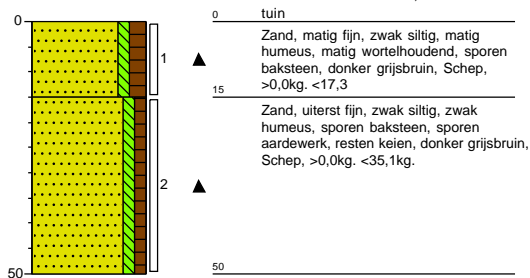 0
1
2
50
0
tuin
Zand, matig fijn, zwak siltig, matig
humeus, matig wortelhoudend, sporen
baksteen, donker grijsbruin, Schep,
>0,0kg. <17,3
15
Zand, uiterst fijn, zwak siltig, zwak
humeus, sporen baksteen, sporen
aardewerk, resten keien, donker grijsbruin,
Schep, >0,0kg. <35,1kg.
50